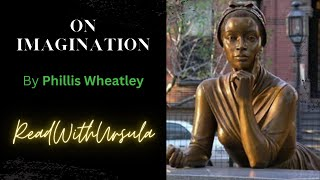 ON
IMAGINATION
By Phillis Wheatley
ReadWithUrsula